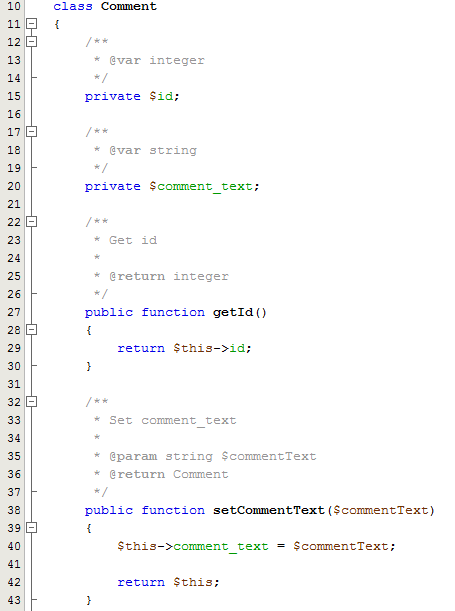 10 class Comment
11 {
12 /**
13 * @var integer
14 */
15 private $id;
16
17 /**
18 * @var string
19 */
20 private $comment_text;
21
22 /**
23 * Get id
24 *
25 * @return integer
26 */
27 public function getId()
28 {
29 return $this->id;
30 }
31
32 /**
33 * Set comment_text
34 *
35 * @param string $commentText
36 * @return Comment
37 */
38 public function setCommentText($commentText)
39 {
40 $this->comment_text = $commentText;
41
42 return $this;
43 }